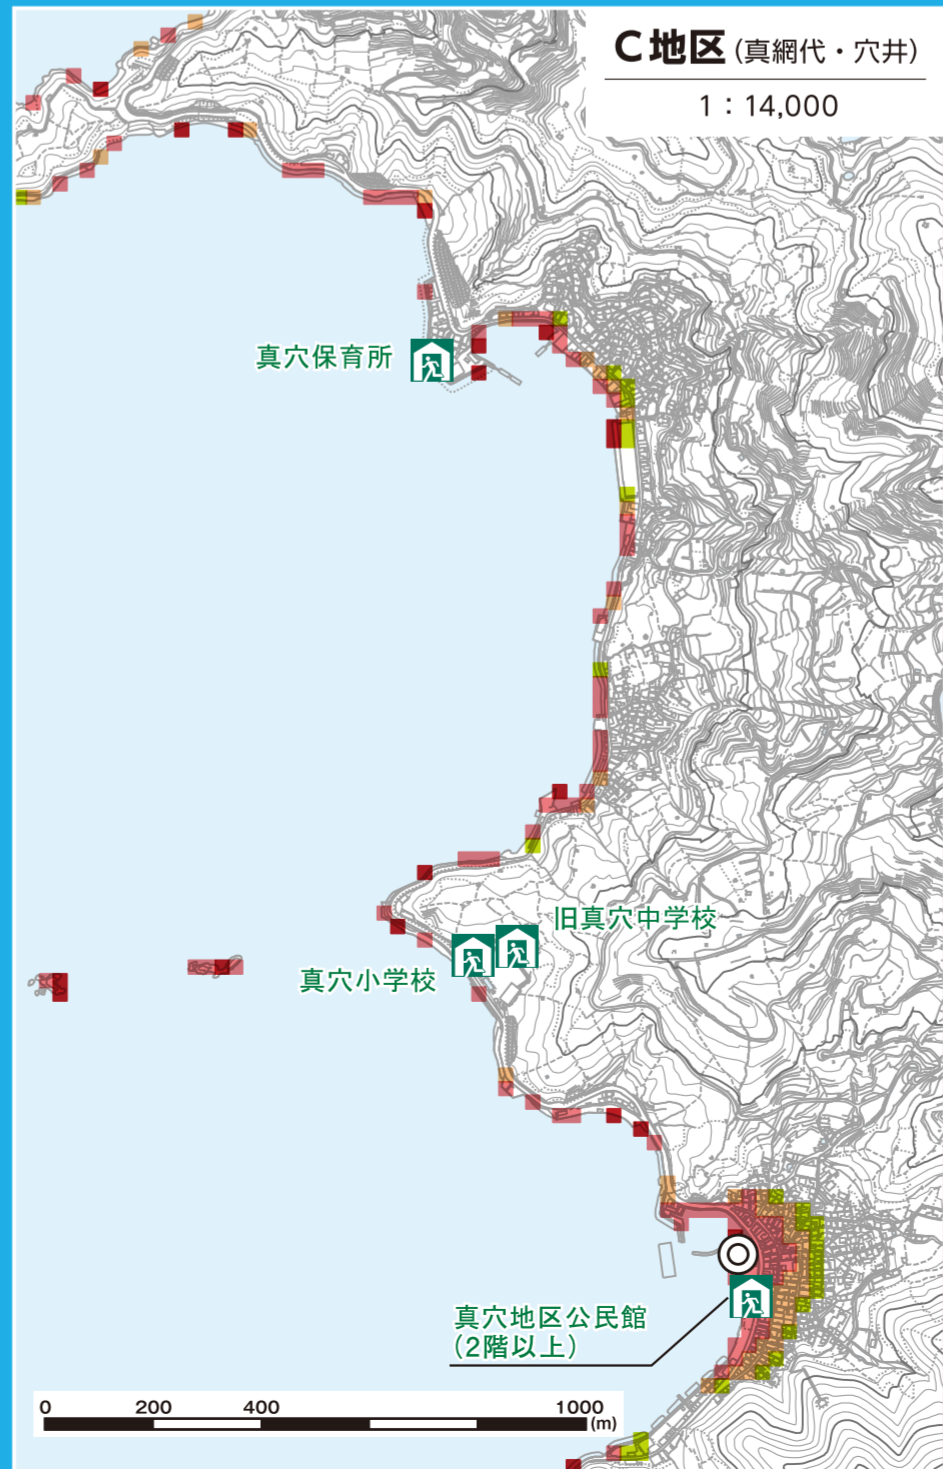 C地区 (真網代・穴井)
1：14,000
真穴保育所
旧真穴中学校
真穴小学校
真穴地区公民館
(2階以上)
0 200 400 1000
(m)